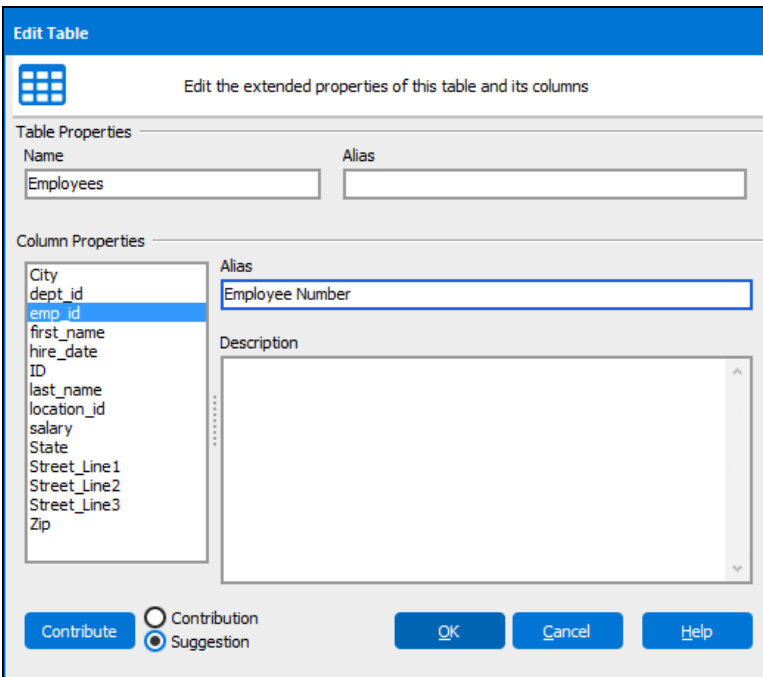 Edit Table
Edit the extended properties of this table and its columns
Table Properties
Name
Alias
Employees
Column Properties
City
dept_id
emp_id
first_name
hire_date
ID
last_name
location_id
salary
State
Street_Line1
Street_Line2
Street_Line3
Zip
Alias
Employee Number
Description
Contribute
Contribution
Suggestion
OK
Cancel
Help